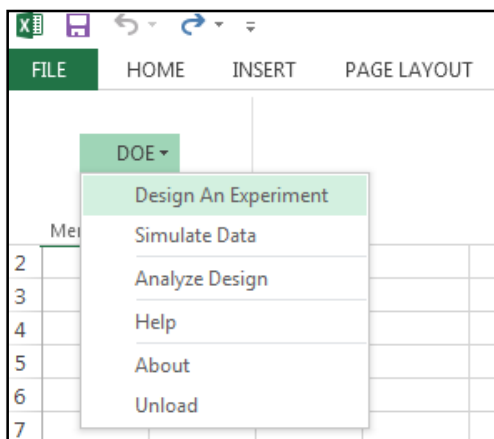 FILE HOME INSERT PAGE LAYOUT
DOE
Design An Experiment
Me
Simulate Data
2
Analyze Design
3
Help
4
About
5
Unload
6
7